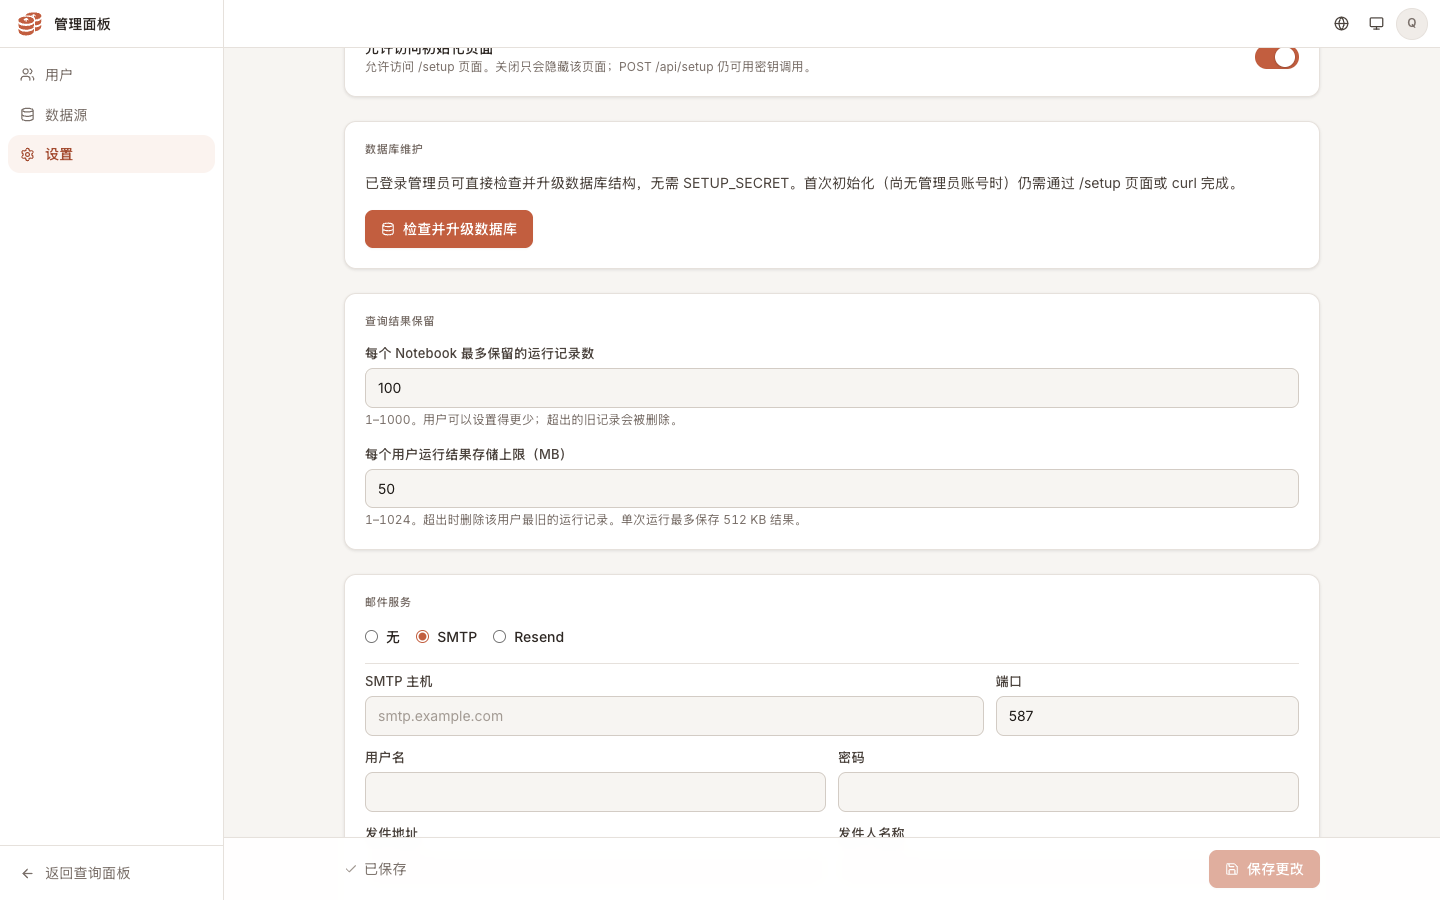 管理面板
Q
用户
数据源
设置
返回查询面板
允许访问初始化页面
允许访问 /setup 页面。关闭只会隐藏该页面；POST /api/setup 仍可用密钥调用。
数据库维护
已登录管理员可直接检查并升级数据库结构，无需 SETUP_SECRET。首次初始化（尚无管理员账号时）仍需通过 /setup 页面或 curl 完成。
检查并升级数据库
查询结果保留
每个 Notebook 最多保留的运行记录数
100
1–1000。用户可以设置得更少；超出的旧记录会被删除。
每个用户运行结果存储上限（MB）
50
1–1024。超出时删除该用户最旧的运行记录。单次运行最多保存 512 KB 结果。
邮件服务
无 SMTP Resend
SMTP 主机 端口
smtp.example.com 587
用户名 密码
发件地址 发件人名称
已保存 保存更改